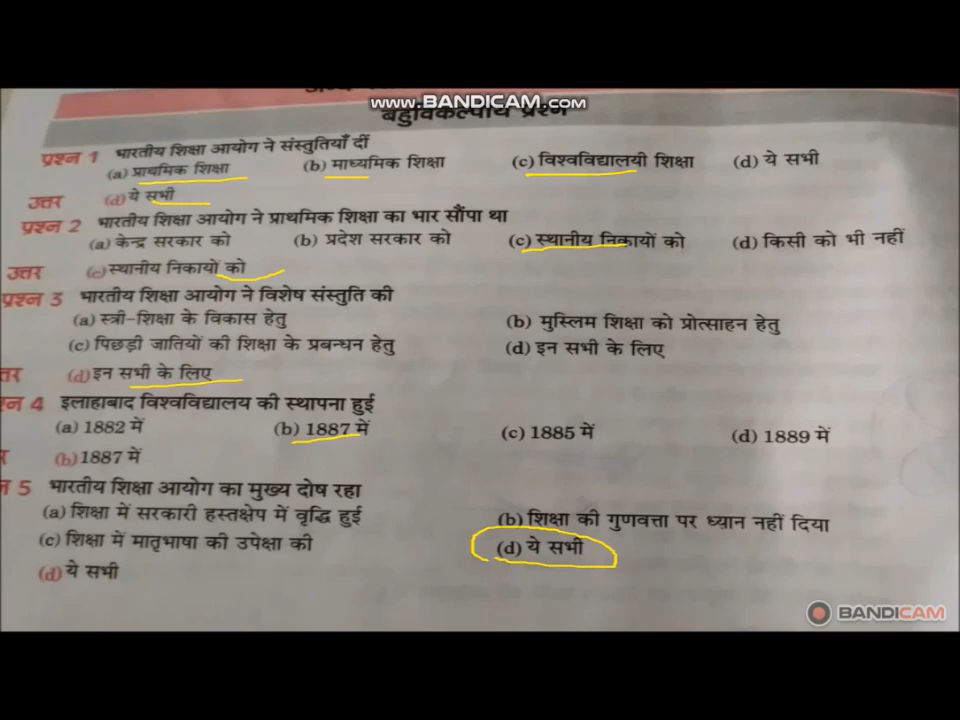 www.BANDICAM.com
बहुविकल्पीय प्रश्न
प्रश्न 1 भारतीय शिक्षा आयोग ने संस्तुतियाँ दीं
(a) प्राथमिक शिक्षा (b) माध्यमिक शिक्षा (c) विश्वविद्यालयी शिक्षा (d) ये सभी
उत्तर (d) ये सभी
प्रश्न 2 भारतीय शिक्षा आयोग ने प्राथमिक शिक्षा का भार सौंपा था
(a) केन्द्र सरकार को (b) प्रदेश सरकार को (c) स्थानीय निकायों को (d) किसी को भी नहीं
उत्तर (c) स्थानीय निकायों को
प्रश्न 3 भारतीय शिक्षा आयोग ने विशेष संस्तुति की
(a) स्त्री-शिक्षा के विकास हेतु (b) मुस्लिम शिक्षा को प्रोत्साहन हेतु
(c) पिछड़ी जातियों की शिक्षा के प्रबन्धन हेतु (d) इन सभी के लिए
त्तर (d) इन सभी के लिए
श्न 4 इलाहाबाद विश्वविद्यालय की स्थापना हुई
(a) 1882 में (b) 1887 में (c) 1885 में (d) 1889 में
(b) 1887 में
न 5 भारतीय शिक्षा आयोग का मुख्य दोष रहा
(a) शिक्षा में सरकारी हस्तक्षेप में वृद्धि हुई (b) शिक्षा की गुणवत्ता पर ध्यान नहीं दिया
(c) शिक्षा में मातृभाषा की उपेक्षा की (d) ये सभी
(d) ये सभी
BANDICAM